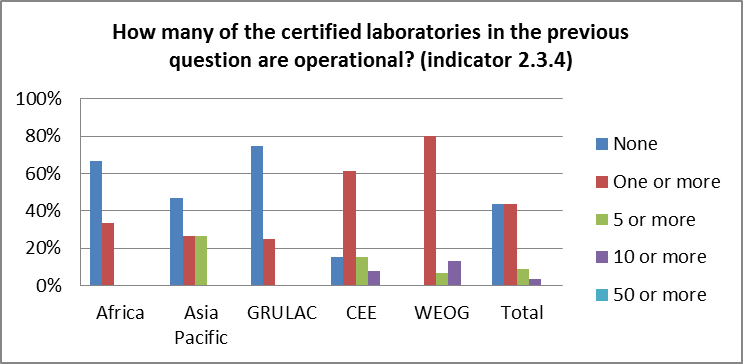 How many of the certified laboratories in the previous
question are operational? (indicator 2.3.4)
100%
80%
60%
40%
20%
0%
Africa
Asia
Pacific
GRULAC
CEE
WEOG
Total
None
One or more
5 or more
10 or more
50 or more